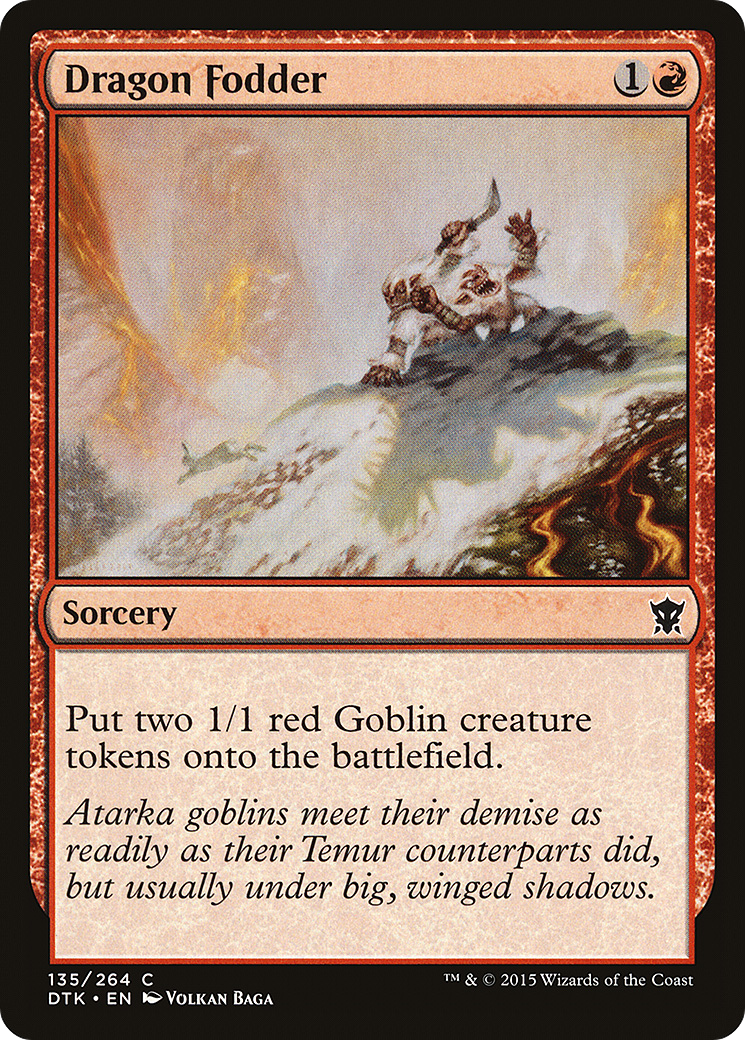 Dragon Fodder 1
Sorcery
Put two 1/1 red Goblin creature
tokens onto the battlefield.
Atarka goblins meet their demise as
readily as their Temur counterparts did,
but usually under big, winged shadows.
135/264 C
™ & © 2015 Wizards of the Coast
DTK • EN Volkan Baga